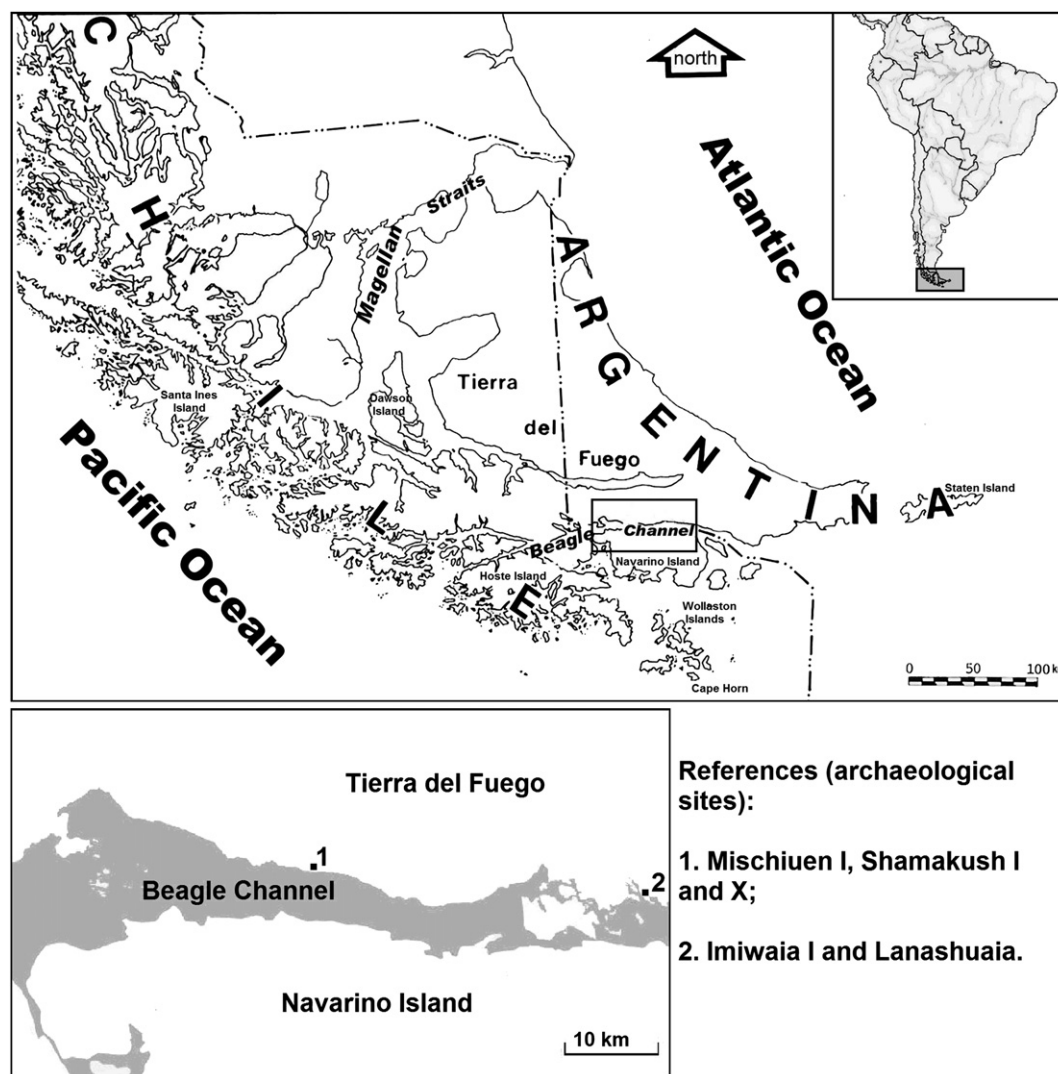 north
CHILE
ARGENTINA
Atlantic Ocean
Pacific Ocean
Magellan Straits
Santa Ines
Island
Dawson
Island
Tierra
del
Fuego
Staten Island
Beagle Channel
Navarino Island
Hoste Island
Wollaston
Islands
Cape Horn
0 50 100 k
Tierra del Fuego
1
2
Beagle Channel
Navarino Island
10 km
References (archaeological
sites):
1. Mischiuen I, Shamakush I
and X;
2. Imiwaia I and Lanashuaia.